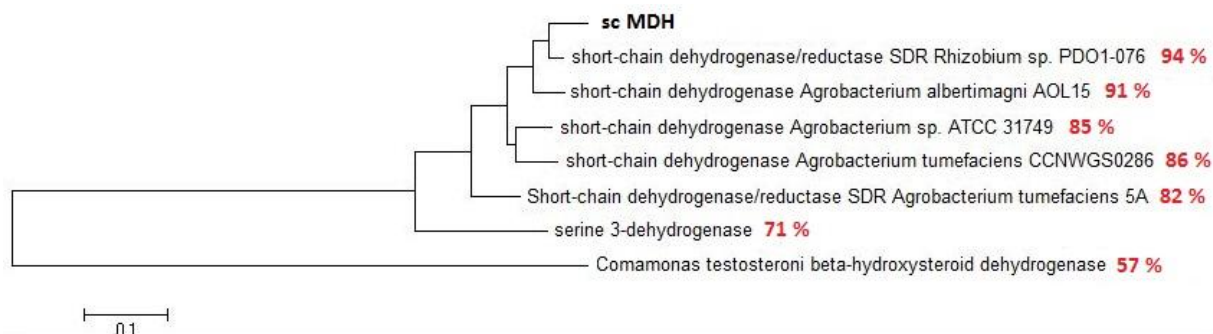 sc MDH
short-chain dehydrogenase/reductase SDR Rhizobium sp. PDO1-076 94 %
short-chain dehydrogenase Agrobacterium albertimagni AOL15 91 %
short-chain dehydrogenase Agrobacterium sp. ATCC 31749 85 %
short-chain dehydrogenase Agrobacterium tumefaciens CCNWGS0286 86 %
Short-chain dehydrogenase/reductase SDR Agrobacterium tumefaciens 5A 82 %
serine 3-dehydrogenase 71 %
Comamonas testosteroni beta-hydroxysteroid dehydrogenase 57 %
0.1